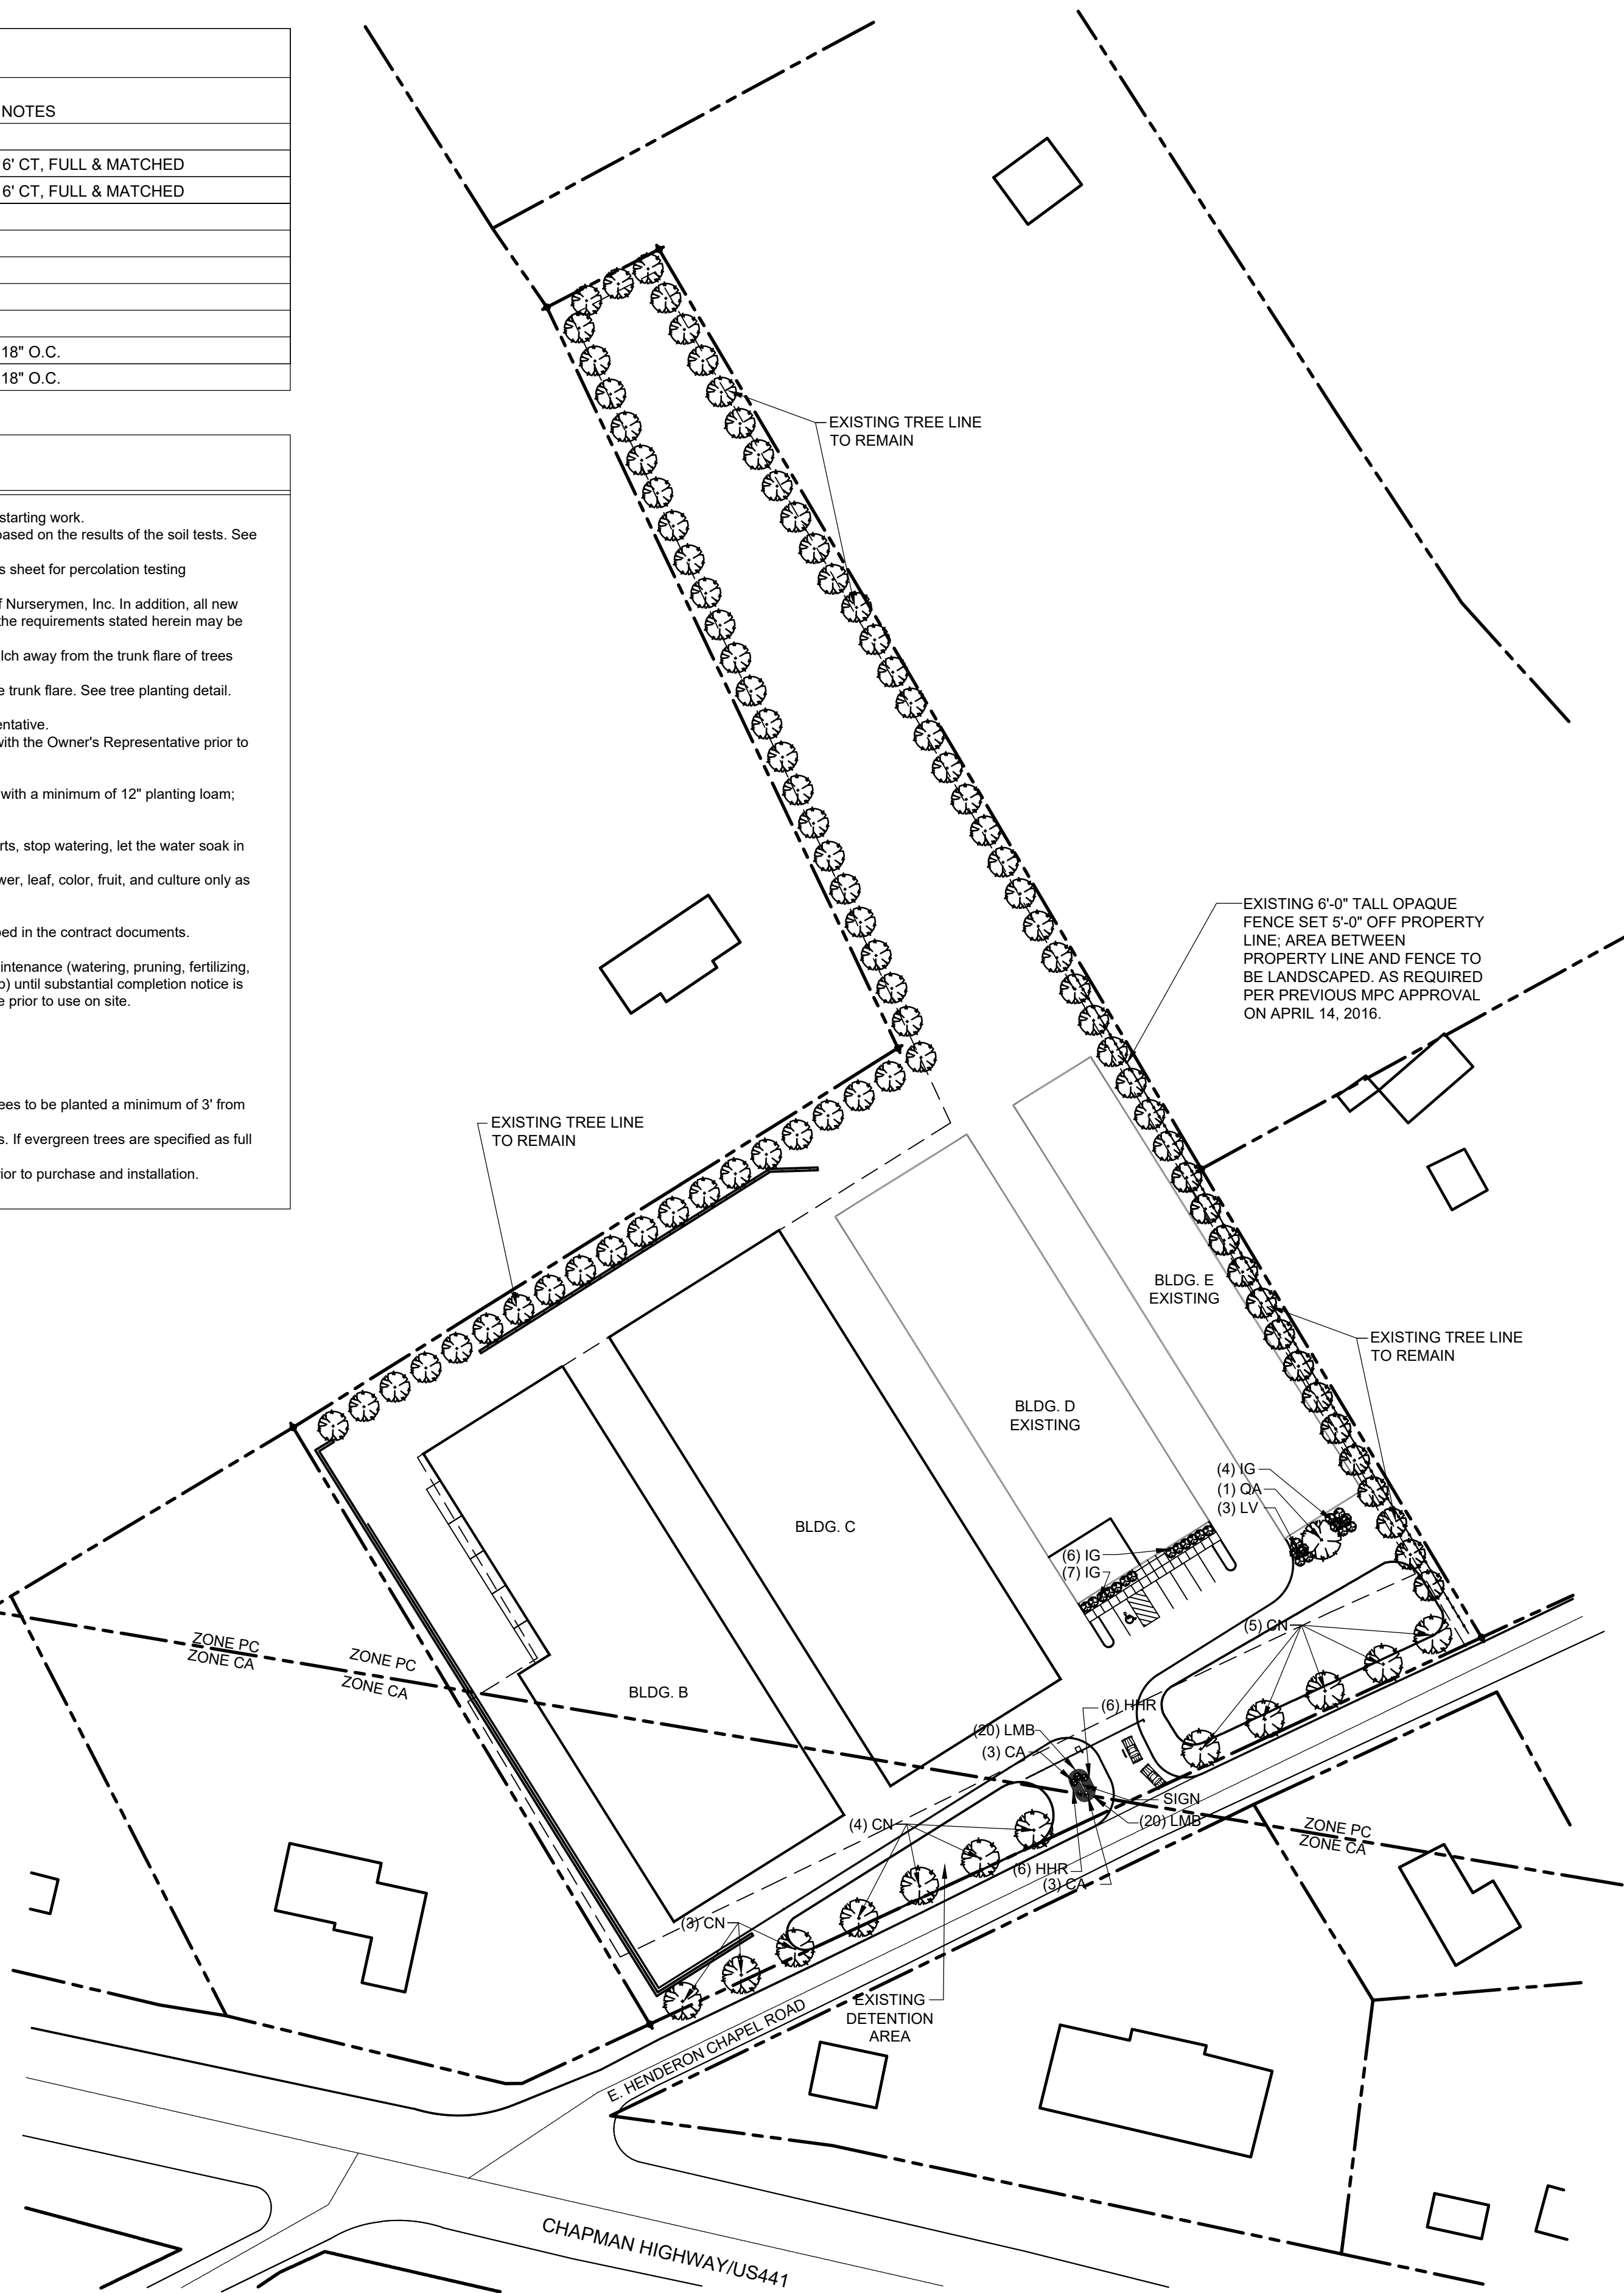 NOTES
6' CT, FULL & MATCHED
6' CT, FULL & MATCHED
18" O.C.
18" O.C.
starting work.
based on the results of the soil tests. See
s sheet for percolation testing
f Nurserymen, Inc. In addition, all new
the requirements stated herein may be
lch away from the trunk flare of trees
e trunk flare. See tree planting detail.
entative.
with the Owner's Representative prior to
with a minimum of 12" planting loam;
rts, stop watering, let the water soak in
wer, leaf, color, fruit, and culture only as
bed in the contract documents.
intenance (watering, pruning, fertilizing,
p) until substantial completion notice is
e prior to use on site.
ees to be planted a minimum of 3' from
s. If evergreen trees are specified as full
rior to purchase and installation.
EXISTING TREE LINE
TO REMAIN
EXISTING 6'-0" TALL OPAQUE
FENCE SET 5'-0" OFF PROPERTY
LINE; AREA BETWEEN
PROPERTY LINE AND FENCE TO
BE LANDSCAPED. AS REQUIRED
PER PREVIOUS MPC APPROVAL
ON APRIL 14, 2016.
EXISTING TREE LINE
TO REMAIN
BLDG. E
EXISTING
EXISTING TREE LINE
TO REMAIN
BLDG. D
EXISTING
(4) IG
(1) QA
(3) LV
BLDG. C
(6) IG
(7) IG
(5) CN
ZONE PC
ZONE CA
ZONE PC
ZONE CA
BLDG. B
(6) HHR
(20) LMB
(3) CA
SIGN
(20) LMB
(4) CN
ZONE PC
ZONE CA
(6) HHR
(3) CA
(3) CN
EXISTING
DETENTION
AREA
E. HENDERON CHAPEL ROAD
CHAPMAN HIGHWAY/US441